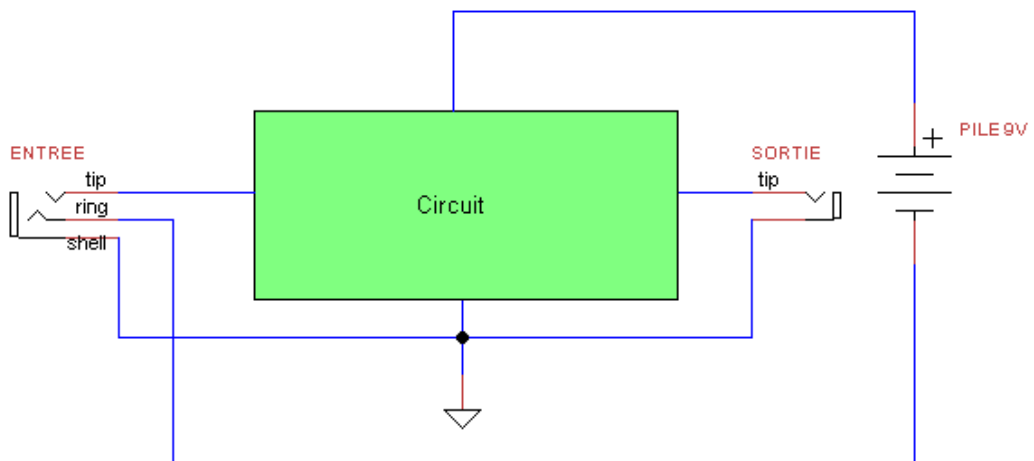 PILE 9V
ENTREE
SORTIE
tip
tip
ring
Circuit
shell
+